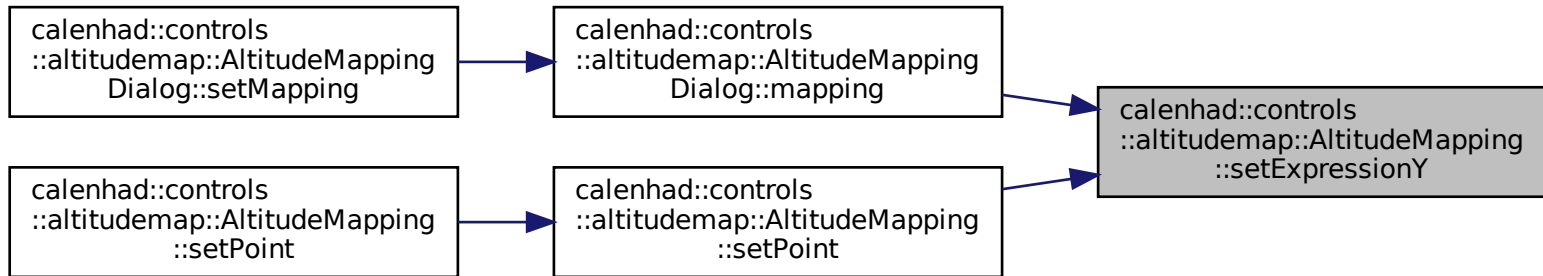 calenhad::controls
::altitudemap::AltitudeMapping
Dialog::setMapping
calenhad::controls
::altitudemap::AltitudeMapping
Dialog::mapping
calenhad::controls
::altitudemap::AltitudeMapping
::setExpressionY
calenhad::controls
::altitudemap::AltitudeMapping
::setPoint
calenhad::controls
::altitudemap::AltitudeMapping
::setPoint